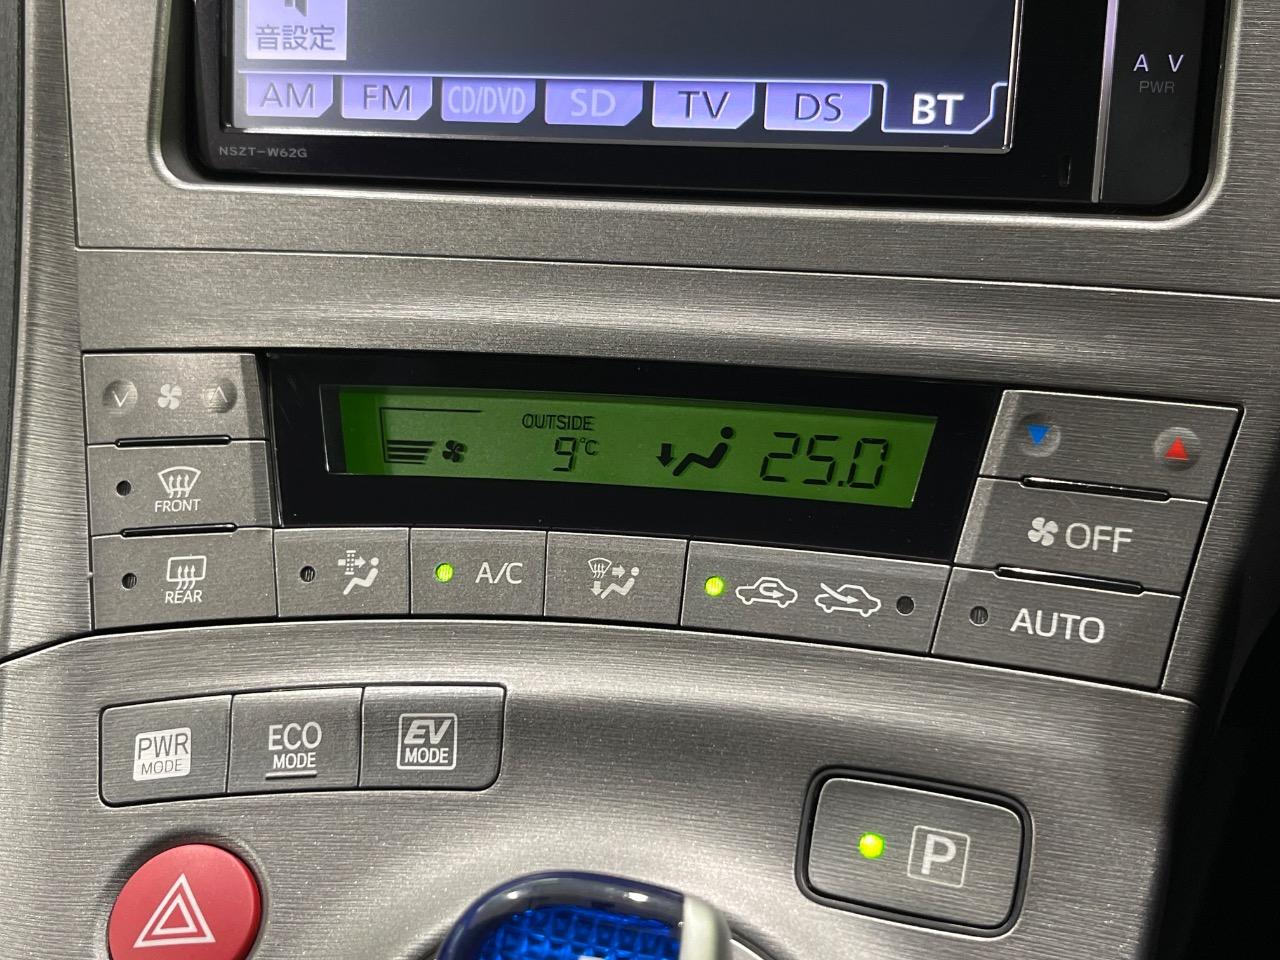 音設定
AM FM CD/DVD SD TV DS BT
NSZT-W62G
A V
PWR
OUTSIDE
9°C
25.0
FRONT
REAR
A/C
OFF
AUTO
PWR
MODE
ECO
MODE
EV
MODE
P